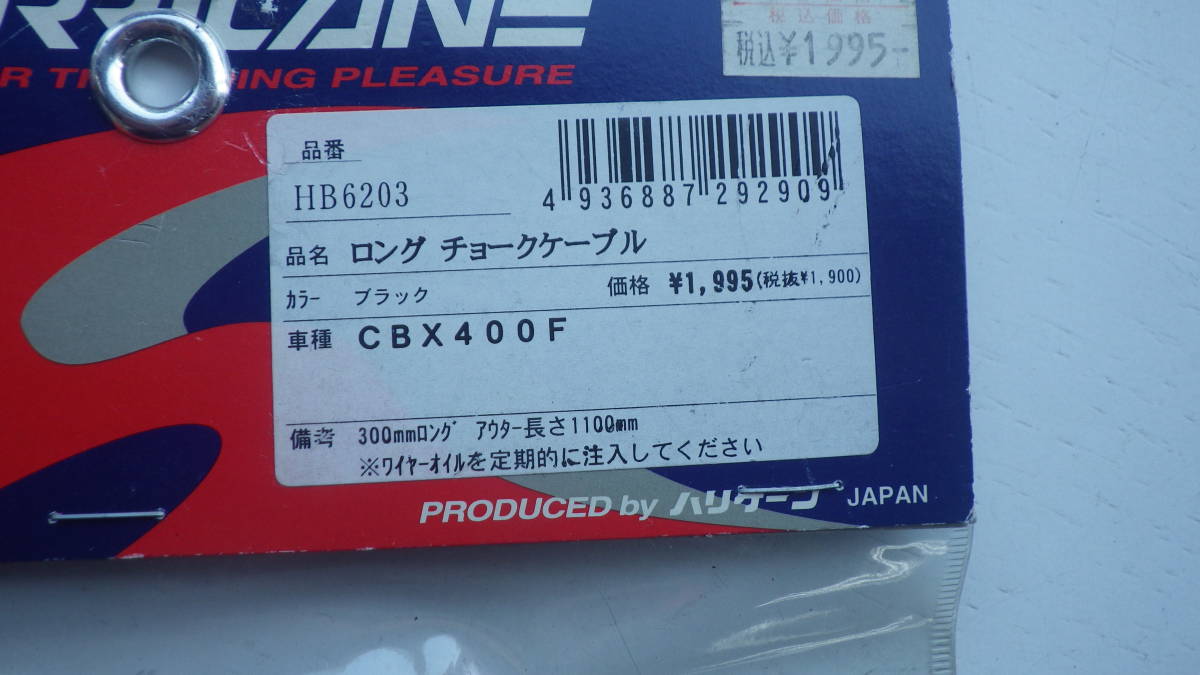 RRICANE
税込価格
税込¥1995-
R TH ING PLEASURE
品番
HB6203
4 936887 292909
品名 ロング チョークケーブル
カラー ブラック 価格 ¥1,995(税抜¥1,900)
車種 CBX400F
備考 300mmロング アウター長さ1100mm
※ワイヤーオイルを定期的に注入してください
PRODUCED by ハリケーン JAPAN